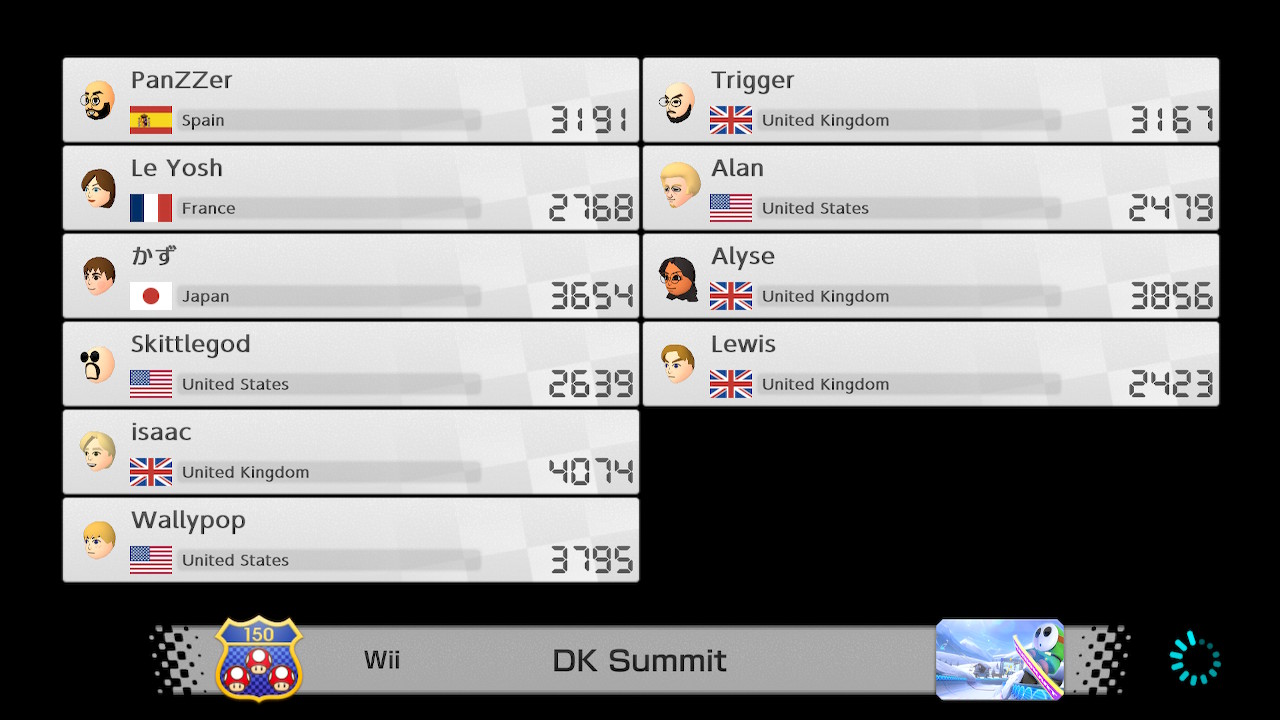 PanZZer
Spain
3191
Trigger
United Kingdom
3167
Le Yosh
France
2768
Alan
United States
2479
かず
Japan
3654
Alyse
United Kingdom
3856
Skittlegod
United States
2639
Lewis
United Kingdom
2423
isaac
United Kingdom
4074
Wallypop
United States
3795
150
Wii
DK Summit